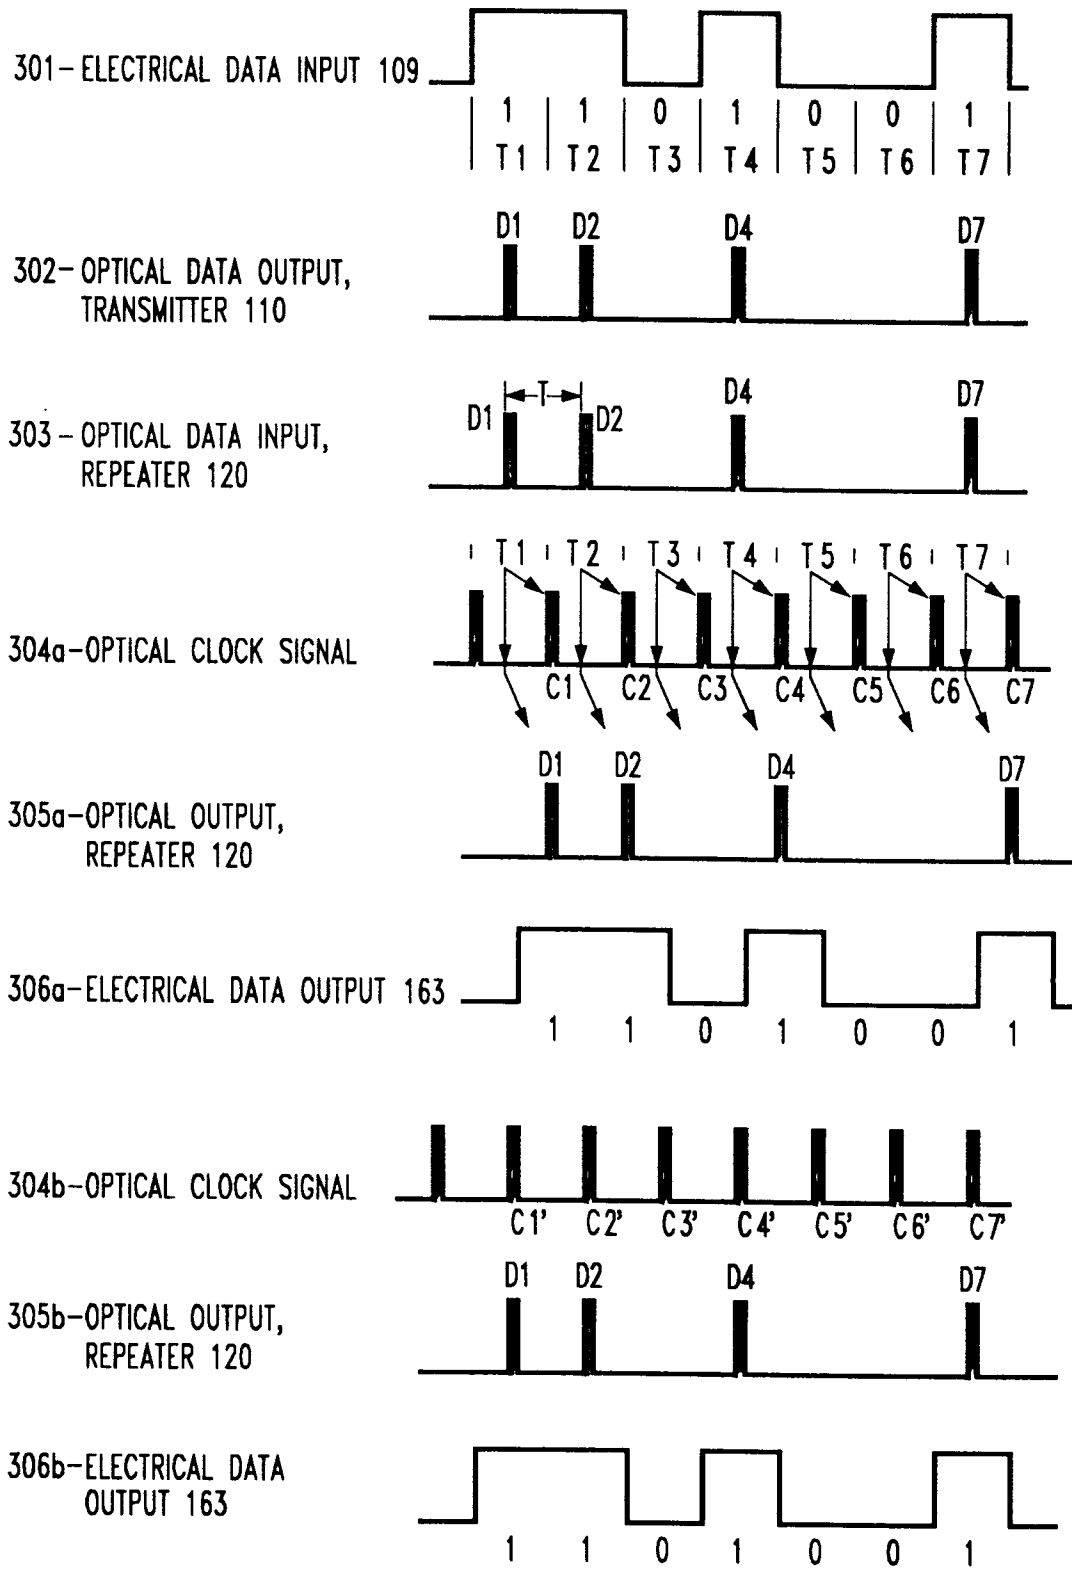 301-ELECTRICAL DATA INPUT 109
1 1 0 1 0 0 1
T1 T2 T3 T4 T5 T6 T7
D1 D2 D4 D7
302-OPTICAL DATA OUTPUT,
TRANSMITTER 110
T
D1 D2 D4 D7
303-OPTICAL DATA INPUT,
REPEATER 120
T1 T2 T3 T4 T5 T6 T7
304a-OPTICAL CLOCK SIGNAL
C1 C2 C3 C4 C5 C6 C7
D1 D2 D4 D7
305a-OPTICAL OUTPUT,
REPEATER 120
306a-ELECTRICAL DATA OUTPUT 163
1 1 0 1 0 0 1
304b-OPTICAL CLOCK SIGNAL
C1' C2' C3' C4' C5' C6' C7'
D1 D2 D4 D7
305b-OPTICAL OUTPUT,
REPEATER 120
306b-ELECTRICAL DATA
OUTPUT 163
1 1 0 1 0 0 1